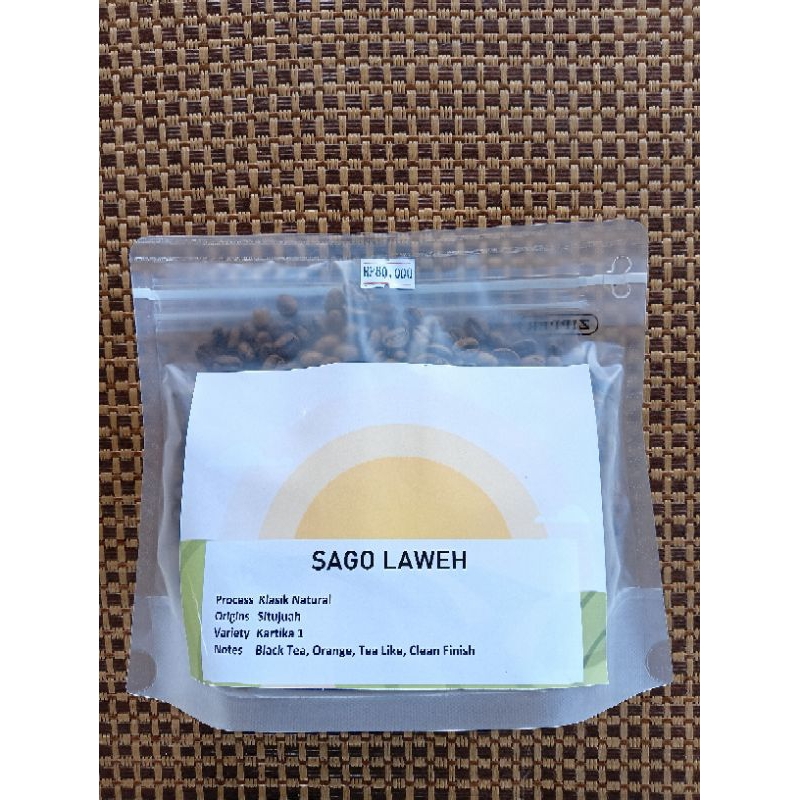 RP80.000
ZIPPER
SAGO LAWEH
Process Klasik Natural
Origins Situjuah
Variety Kartika 1
Notes Black Tea, Orange, Tea Like, Clean Finish